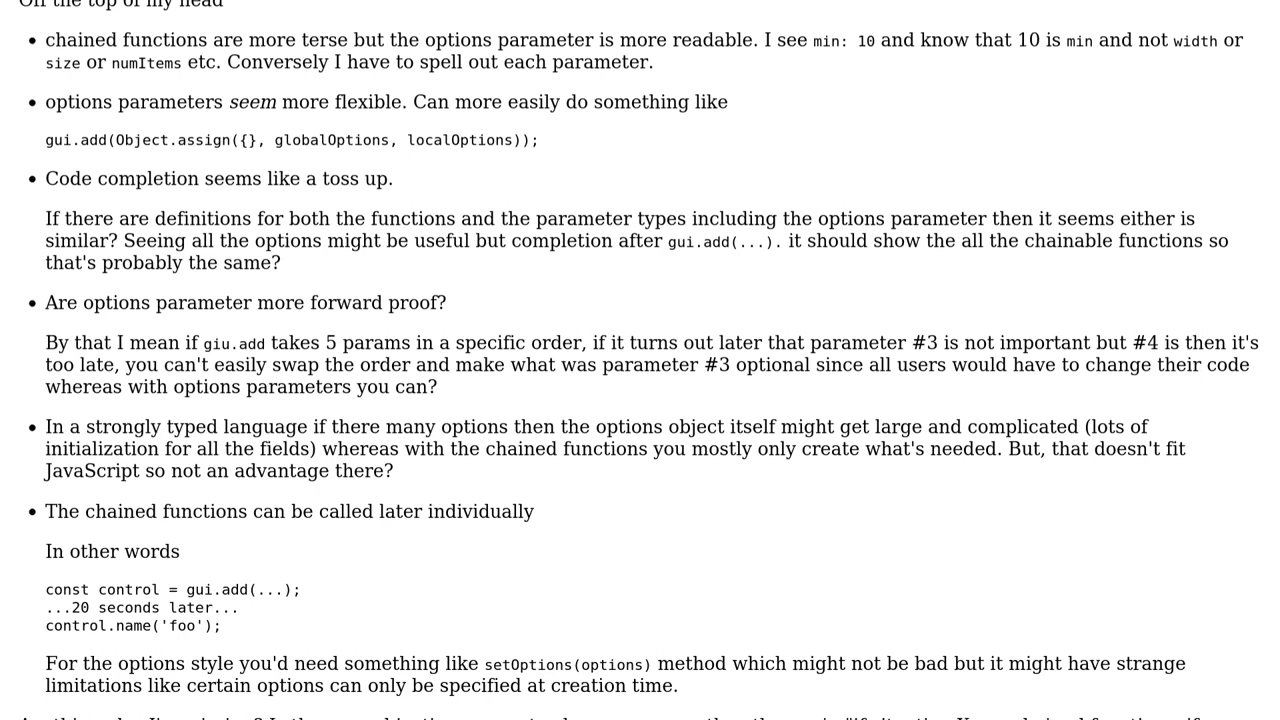 Off the top of my head
• chained functions are more terse but the options parameter is more readable. I see min: 10 and know that 10 is min and not width or
size or numItems etc. Conversely I have to spell out each parameter.
• options parameters seem more flexible. Can more easily do something like
gui.add(Object.assign({}, globalOptions, localOptions));
• Code completion seems like a toss up.
If there are definitions for both the functions and the parameter types including the options parameter then it seems either is
similar? Seeing all the options might be useful but completion after gui.add(...). it should show the all the chainable functions so
that's probably the same?
• Are options parameter more forward proof?
By that I mean if giu.add takes 5 params in a specific order, if it turns out later that parameter #3 is not important but #4 is then it's
too late, you can't easily swap the order and make what was parameter #3 optional since all users would have to change their code
whereas with options parameters you can?
• In a strongly typed language if there many options then the options object itself might get large and complicated (lots of
initialization for all the fields) whereas with the chained functions you mostly only create what's needed. But, that doesn't fit
JavaScript so not an advantage there?
• The chained functions can be called later individually
In other words
const control = gui.add(...);
...20 seconds later...
control.name('foo');
For the options style you'd need something like setOptions(options) method which might not be bad but it might have strange
limitations like certain options can only be specified at creation time.